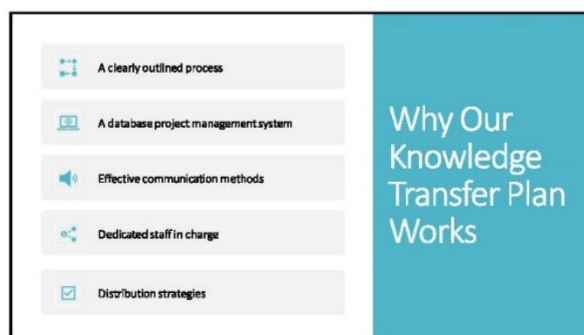 A clearly outlined process
A database project management system
Effective communication methods
Dedicated staff in charge
Distribution strategies
Why Our
Knowledge
Transfer Plan
Works